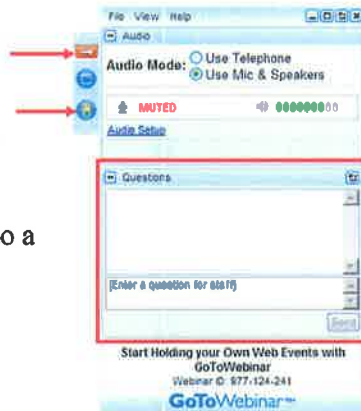 File View Help
Audio
Audio Mode: Use Telephone
Use Mic & Speakers
MUTED
Audio Setup
Questions
o a
[Enter a question for staff]
Send
Start Holding your Own Web Events with
GoToWebinar
Webinar ID: 977-124-241
GoToWebinar™